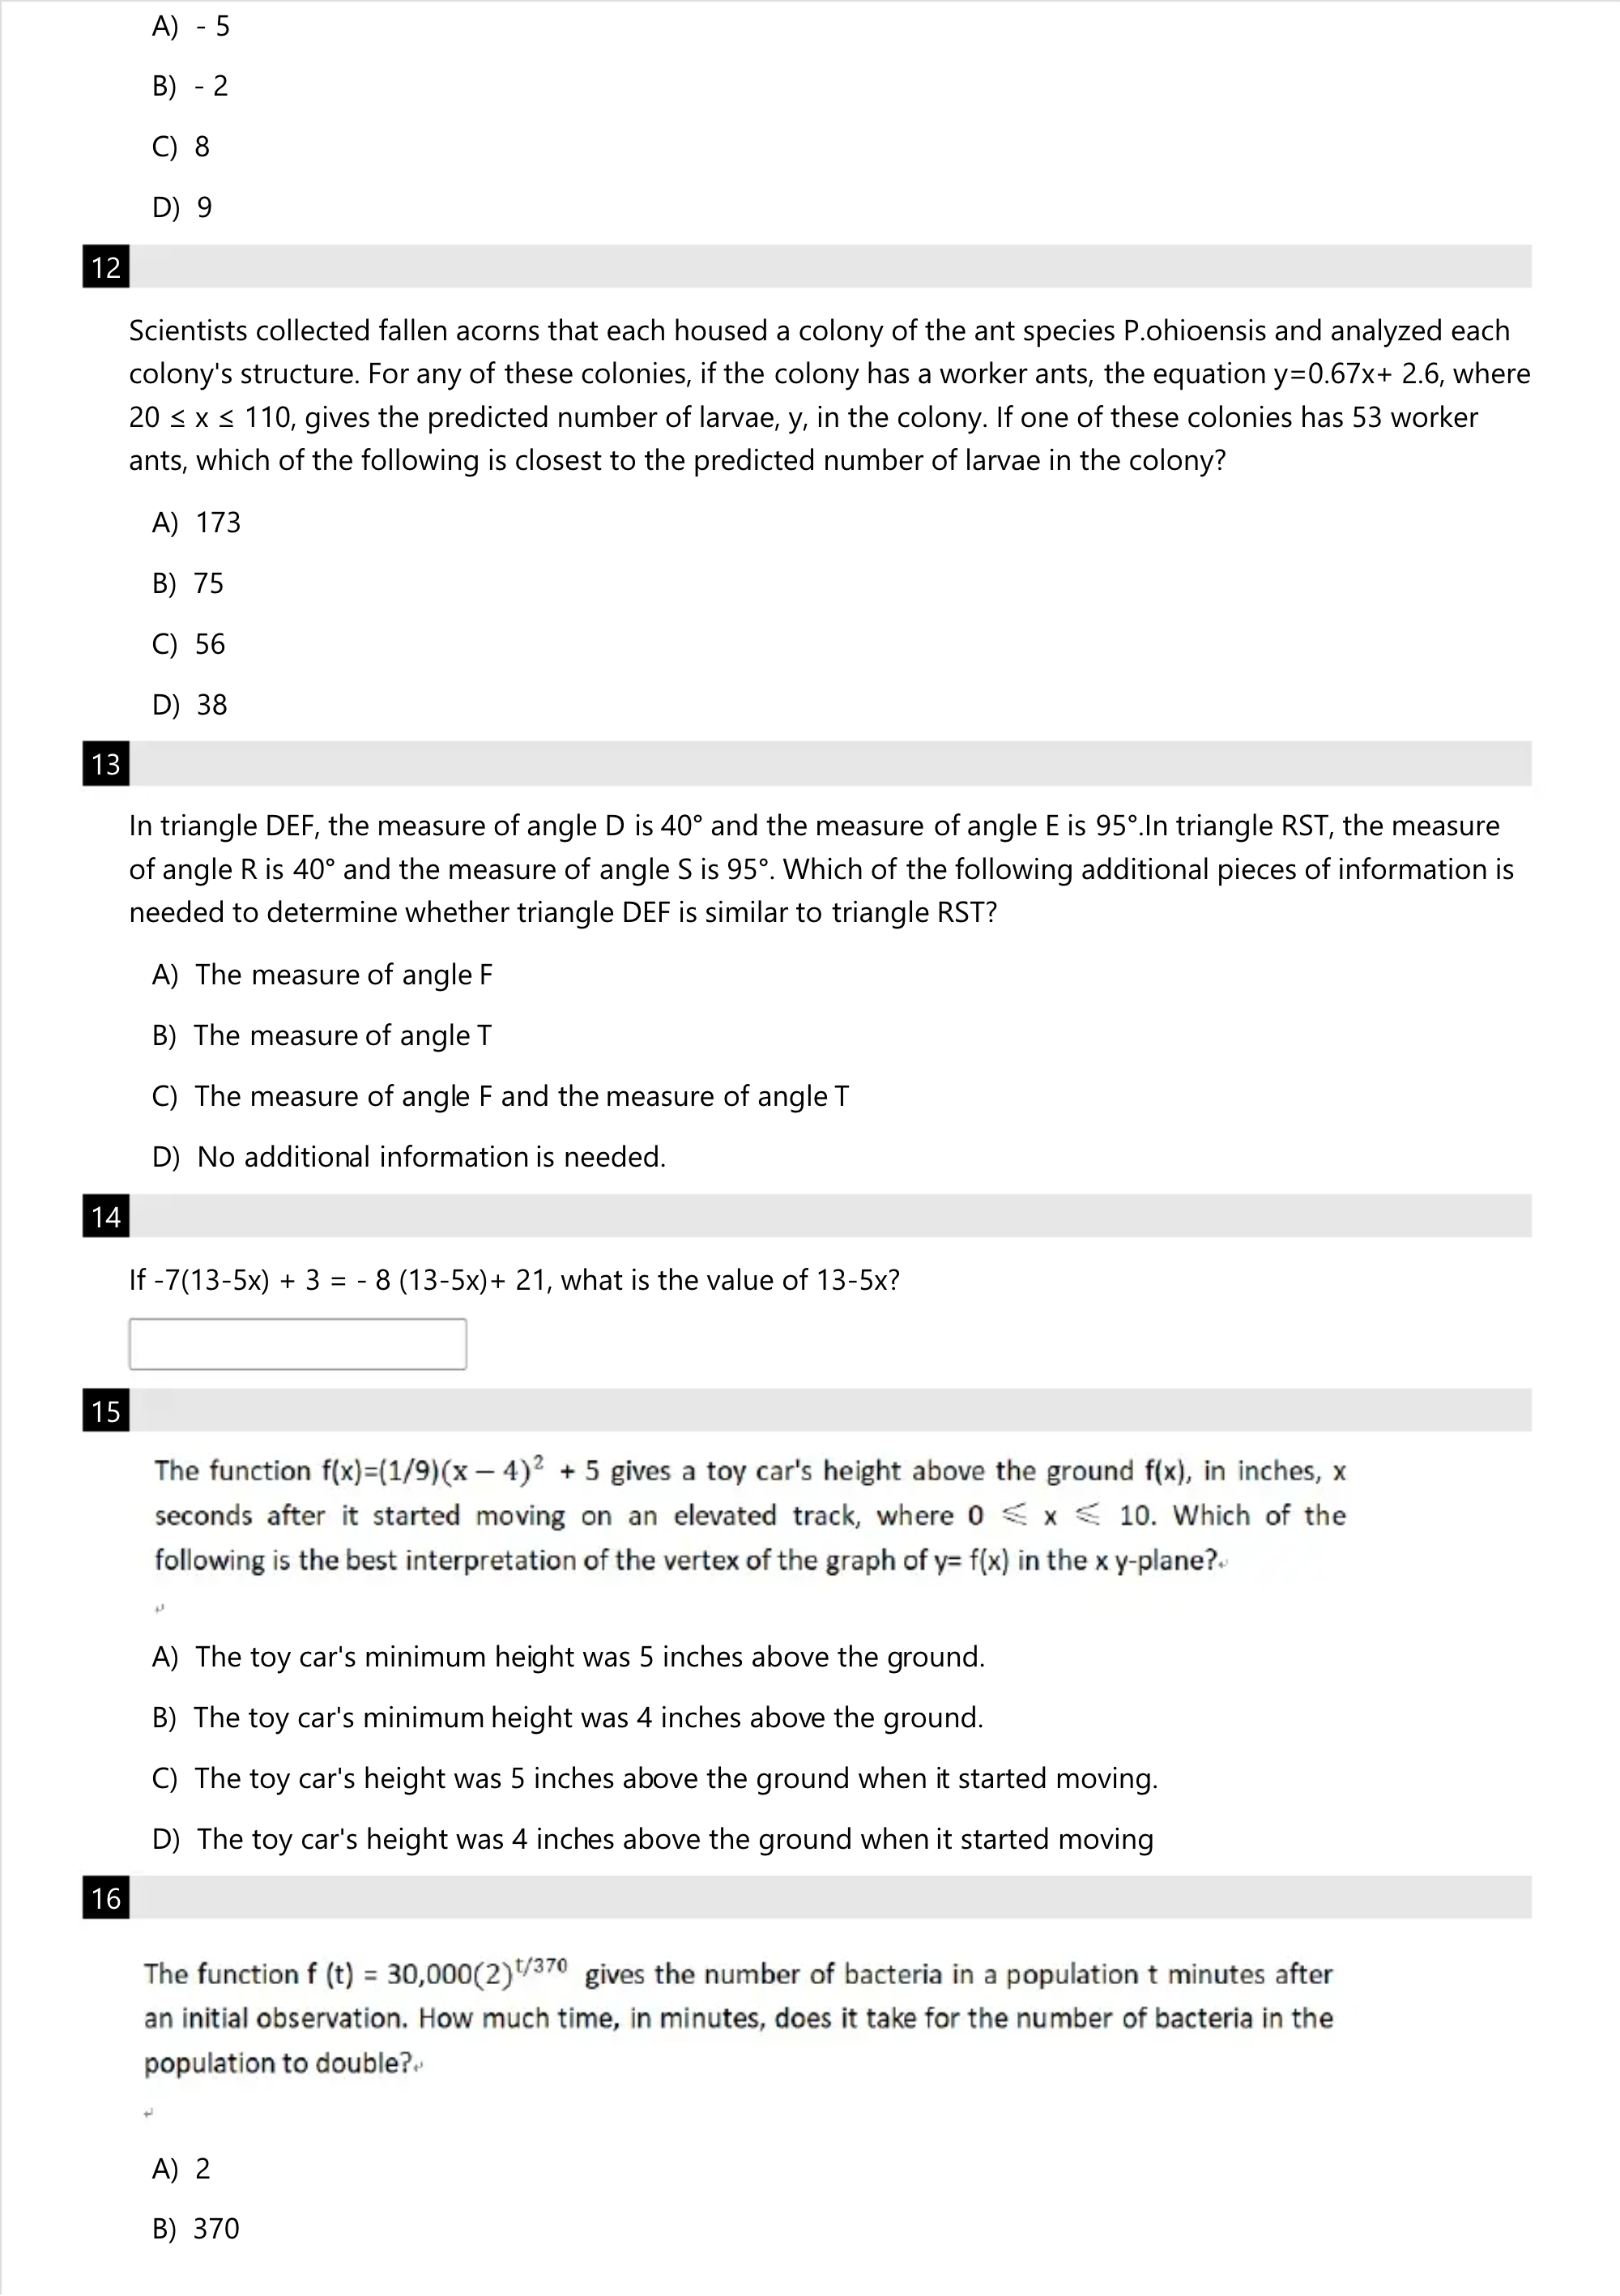 A) - 5
B) - 2
C) 8
D) 9
12
Scientists collected fallen acorns that each housed a colony of the ant species P.ohioensis and analyzed each
colony's structure. For any of these colonies, if the colony has a worker ants, the equation y=0.67x+ 2.6, where
20 ≤ x ≤ 110, gives the predicted number of larvae, y, in the colony. If one of these colonies has 53 worker
ants, which of the following is closest to the predicted number of larvae in the colony?
A) 173
B) 75
C) 56
D) 38
13
In triangle DEF, the measure of angle D is 40° and the measure of angle E is 95°.In triangle RST, the measure
of angle R is 40° and the measure of angle S is 95°. Which of the following additional pieces of information is
needed to determine whether triangle DEF is similar to triangle RST?
A) The measure of angle F
B) The measure of angle T
C) The measure of angle F and the measure of angle T
D) No additional information is needed.
14
If -7(13-5x) + 3 = - 8 (13-5x)+ 21, what is the value of 13-5x?
15
The function f(x)=(1/9)(x – 4)² + 5 gives a toy car's height above the ground f(x), in inches, x
seconds after it started moving on an elevated track, where 0 ⩽ x ⩽ 10. Which of the
following is the best interpretation of the vertex of the graph of y= f(x) in the x y-plane?
A) The toy car's minimum height was 5 inches above the ground.
B) The toy car's minimum height was 4 inches above the ground.
C) The toy car's height was 5 inches above the ground when it started moving.
D) The toy car's height was 4 inches above the ground when it started moving
16
The function f (t) = 30,000(2)^t/370 gives the number of bacteria in a population t minutes after
an initial observation. How much time, in minutes, does it take for the number of bacteria in the
population to double?
A) 2
B) 370